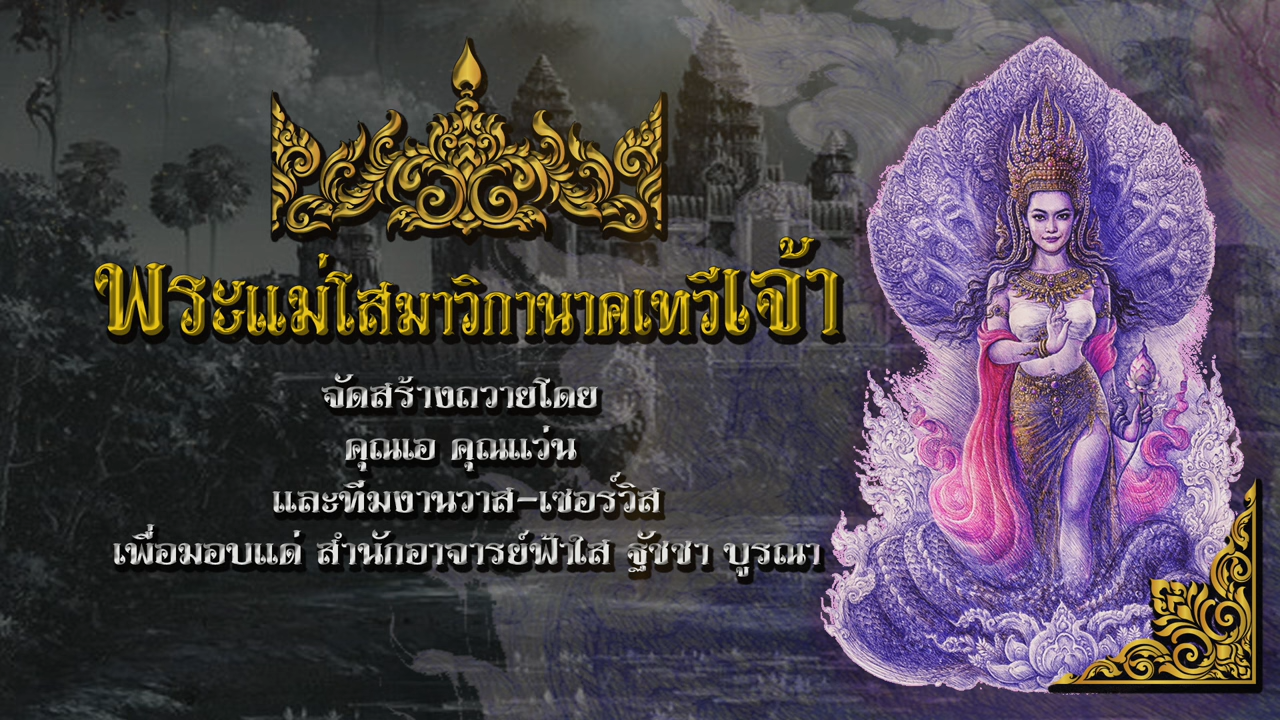 พระแม่โสมาวิกานาคเทวีเจ้า
จัดสร้างถวายโดย
คุณเอ คุณแว่น
และทีมงานวาส-เซอร์วิส
เพื่อมอบแด่ สำนักอาจารย์ฟ้าใส ฐัชชา บูรณา